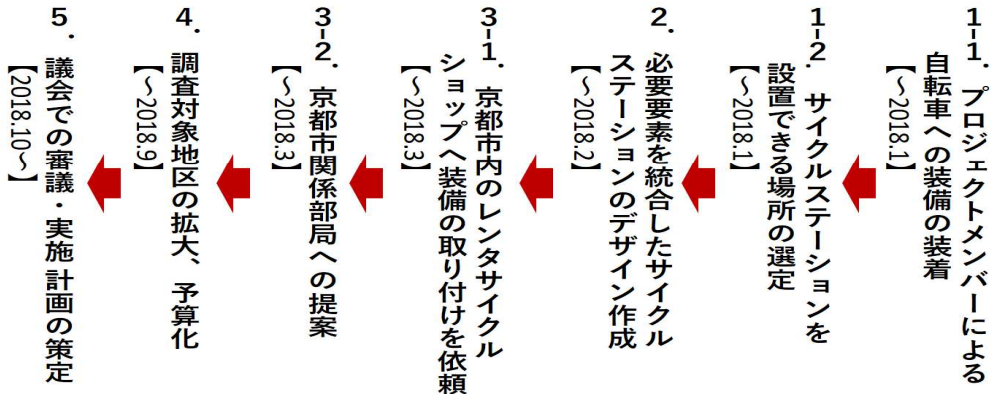 1-1. プロジェクトメンバーによる
自転車への装備の装着
【～2018.1】
1-2. サイクルステーションを
設置できる場所の選定
【～2018.1】
2. 必要要素を統合したサイクル
ステーションのデザイン作成
【～2018.2】
3-1. 京都市内のレンタサイクル
ショップへ装備の取り付けを依頼
【～2018.3】
3-2. 京都市関係部局への提案
【～2018.3】
4. 調査対象地区の拡大、予算化
【～2018.9】
5. 議会での審議・実施計画の策定
【2018.10～】